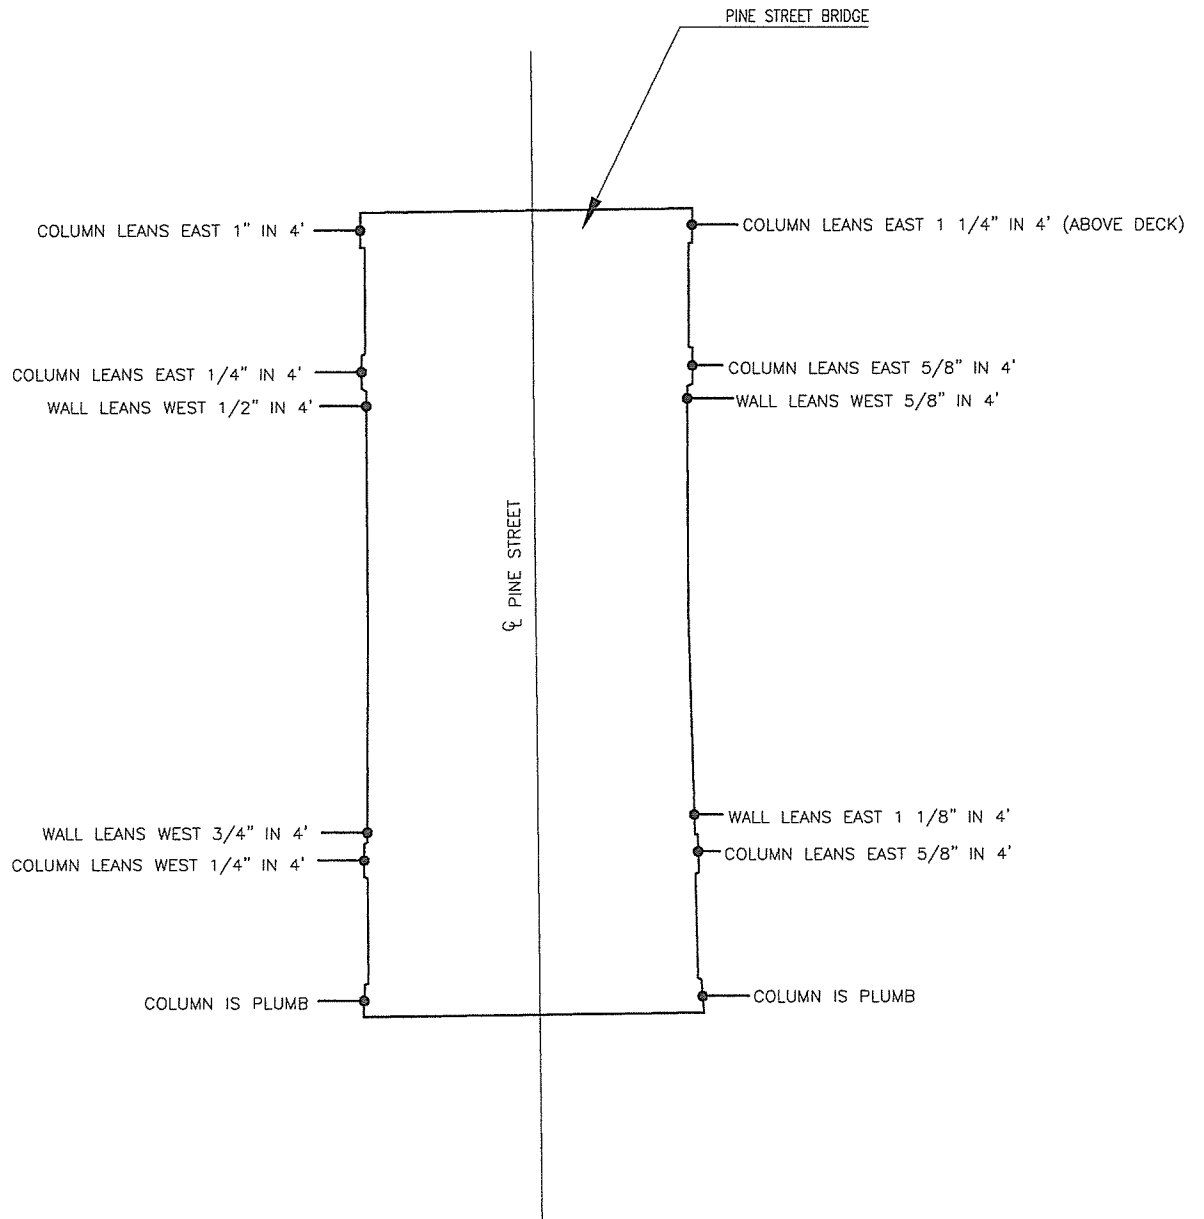 PINE STREET BRIDGE
COLUMN LEANS EAST 1" IN 4'
COLUMN LEANS EAST 1 1/4" IN 4' (ABOVE DECK)
COLUMN LEANS EAST 1/4" IN 4'
COLUMN LEANS EAST 5/8" IN 4'
WALL LEANS WEST 1/2" IN 4'
WALL LEANS WEST 5/8" IN 4'
℄ PINE STREET
WALL LEANS WEST 3/4" IN 4'
WALL LEANS EAST 1 1/8" IN 4'
COLUMN LEANS WEST 1/4" IN 4'
COLUMN LEANS EAST 5/8" IN 4'
COLUMN IS PLUMB
COLUMN IS PLUMB